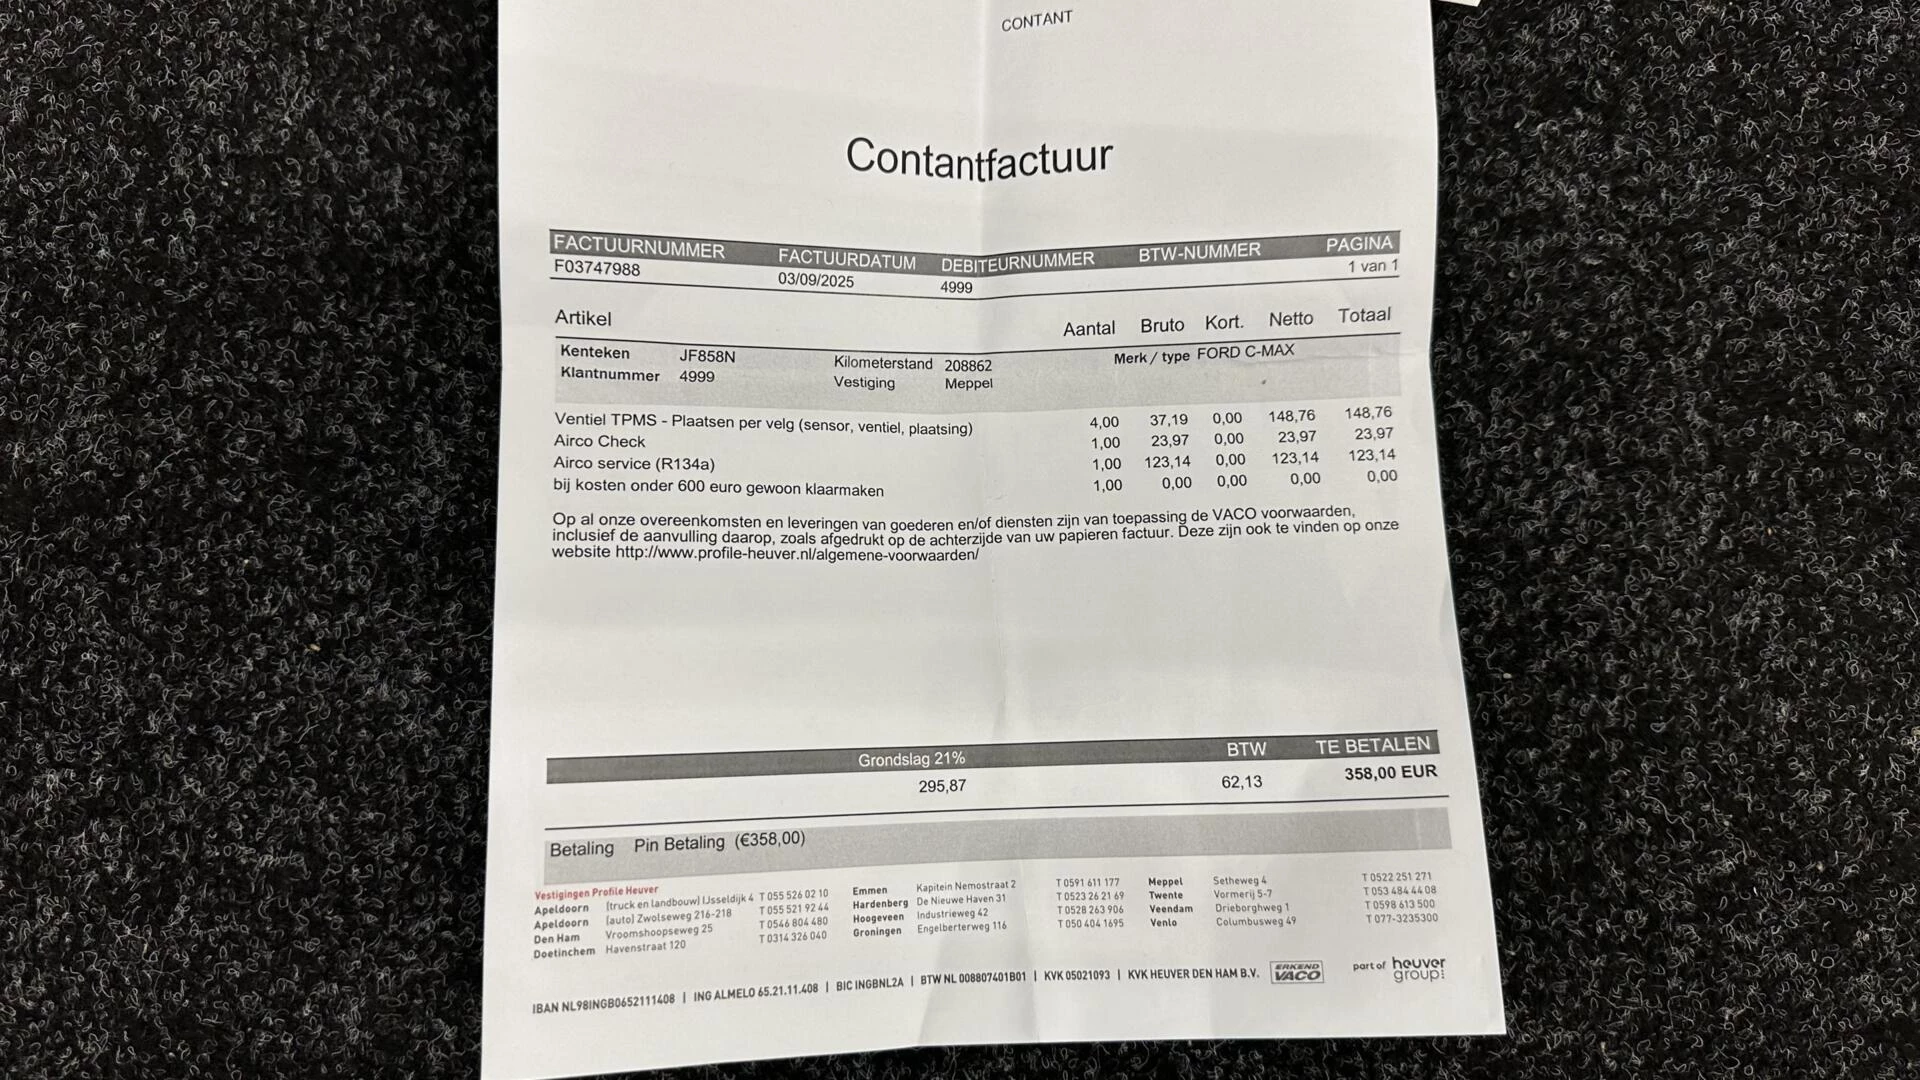 CONTANT
Contantfactuur
FACTUURNUMMER FACTUURDATUM DEBITEURNUMMER BTW-NUMMER PAGINA
F03747988 03/09/2025 4999 1 van 1
Artikel Aantal Bruto Kort. Netto Totaal
Kenteken JF858N Kilometerstand 208862 Merk / type FORD C-MAX
Klantnummer 4999 Vestiging Meppel
Ventiel TPMS - Plaatsen per velg (sensor, ventiel, plaatsing) 4,00 37,19 0,00 148,76 148,76
Airco Check 1,00 23,97 0,00 23,97 23,97
Airco service (R134a) 1,00 123,14 0,00 123,14 123,14
bij kosten onder 600 euro gewoon klaarmaken 1,00 0,00 0,00 0,00 0,00
Op al onze overeenkomsten en leveringen van goederen en/of diensten zijn van toepassing de VACO voorwaarden,
inclusief de aanvulling daarop, zoals afgedrukt op de achterzijde van uw papieren factuur. Deze zijn ook te vinden op onze
website http://www.profile-heuver.nl/algemene-voorwaarden/
Grondslag 21% BTW TE BETALEN
295,87 62,13 358,00 EUR
Betaling Pin Betaling (€358,00)
Vestigingen Profile Heuver
Apeldoorn (truck en landbouw) IJsseldijk 4 T 055 526 02 10 Emmen Kapitein Nemostraat 2 T 0591 611 177 Meppel Setheweg 4 T 0522 251 271
Apeldoorn (auto) Zwolseweg 216-218 T 055 521 92 44 Hardenberg De Nieuwe Haven 31 T 0523 26 21 69 Twente Vormerij 5-7 T 053 484 44 08
Den Ham Vroomshoopseweg 25 T 0546 804 480 Hoogeveen Industrieweg 42 T 0528 263 906 Veendam Drieborghweg 1 T 0598 613 500
Doetinchem Havenstraat 120 T 0314 326 040 Groningen Engelberterweg 116 T 050 404 1695 Venlo Columbusweg 49 T 077-3235300
IBAN NL98INGB0652111408 | ING ALMELO 65.21.11.408 | BIC INGBNL2A | BTW NL 008807401B01 | KVK 05021093 | KVK HEUVER DEN HAM B.V. ERKEND VACO part of heuver group